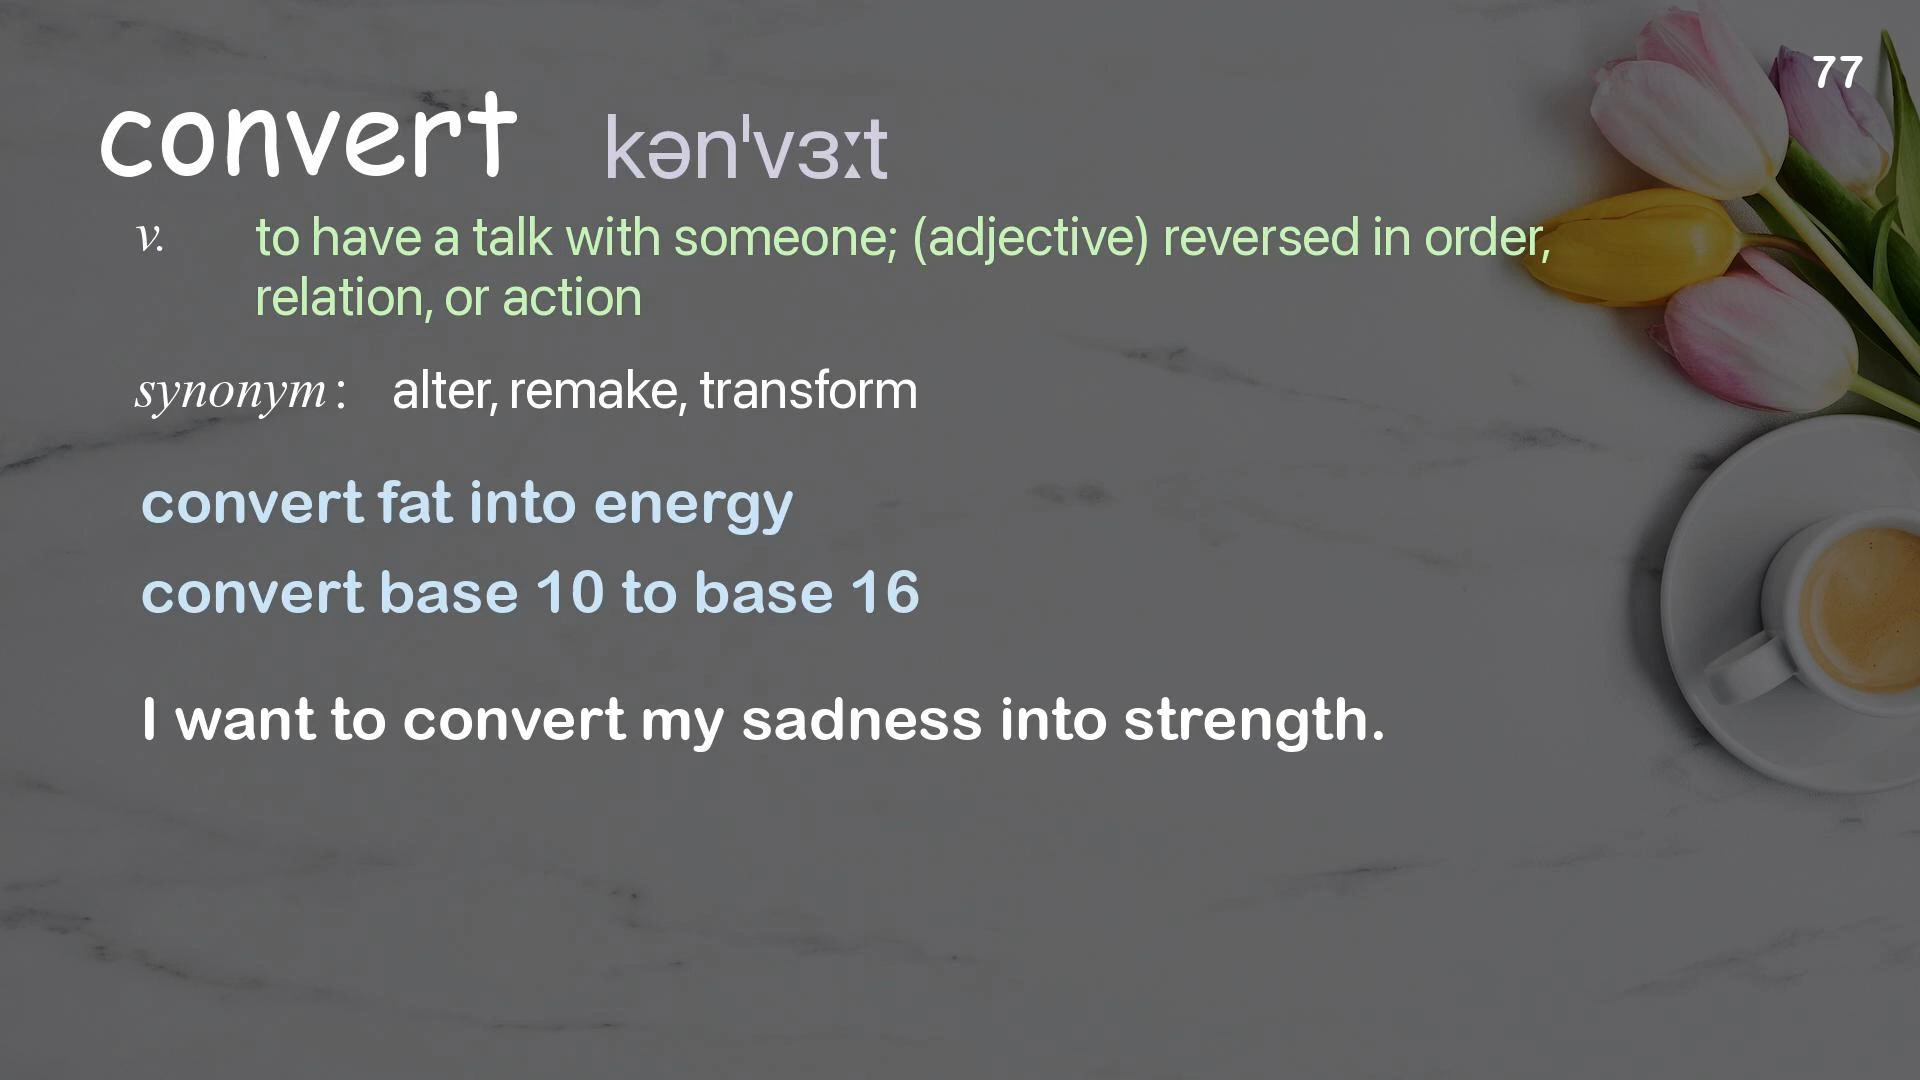 77
convert kənˈvɜːt
v. to have a talk with someone; (adjective) reversed in order,
relation, or action
synonym: alter, remake, transform
convert fat into energy
convert base 10 to base 16
I want to convert my sadness into strength.